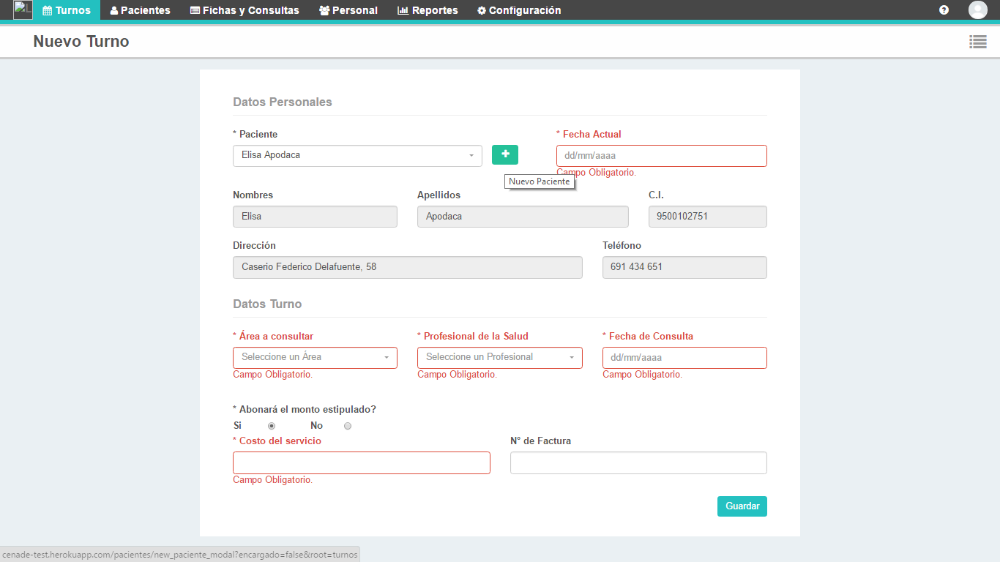 Turnos Pacientes Fichas y Consultas Personal Reportes Configuración
Nuevo Turno
Datos Personales
* Paciente * Fecha Actual
Elisa Apodaca dd/mm/aaaa
Campo Obligatorio.
Nuevo Paciente
Nombres Apellidos C.I.
Elisa Apodaca 9500102751
Dirección Teléfono
Caserio Federico Delafuente, 58 691 434 651
Datos Turno
* Área a consultar * Profesional de la Salud * Fecha de Consulta
Seleccione un Área Seleccione un Profesional dd/mm/aaaa
Campo Obligatorio. Campo Obligatorio. Campo Obligatorio.
* Abonará el monto estipulado?
Si No
* Costo del servicio N° de Factura
Campo Obligatorio.
Guardar
cenade-test.herokuapp.com/pacientes/new_paciente_modal?encargado=false&root=turnos